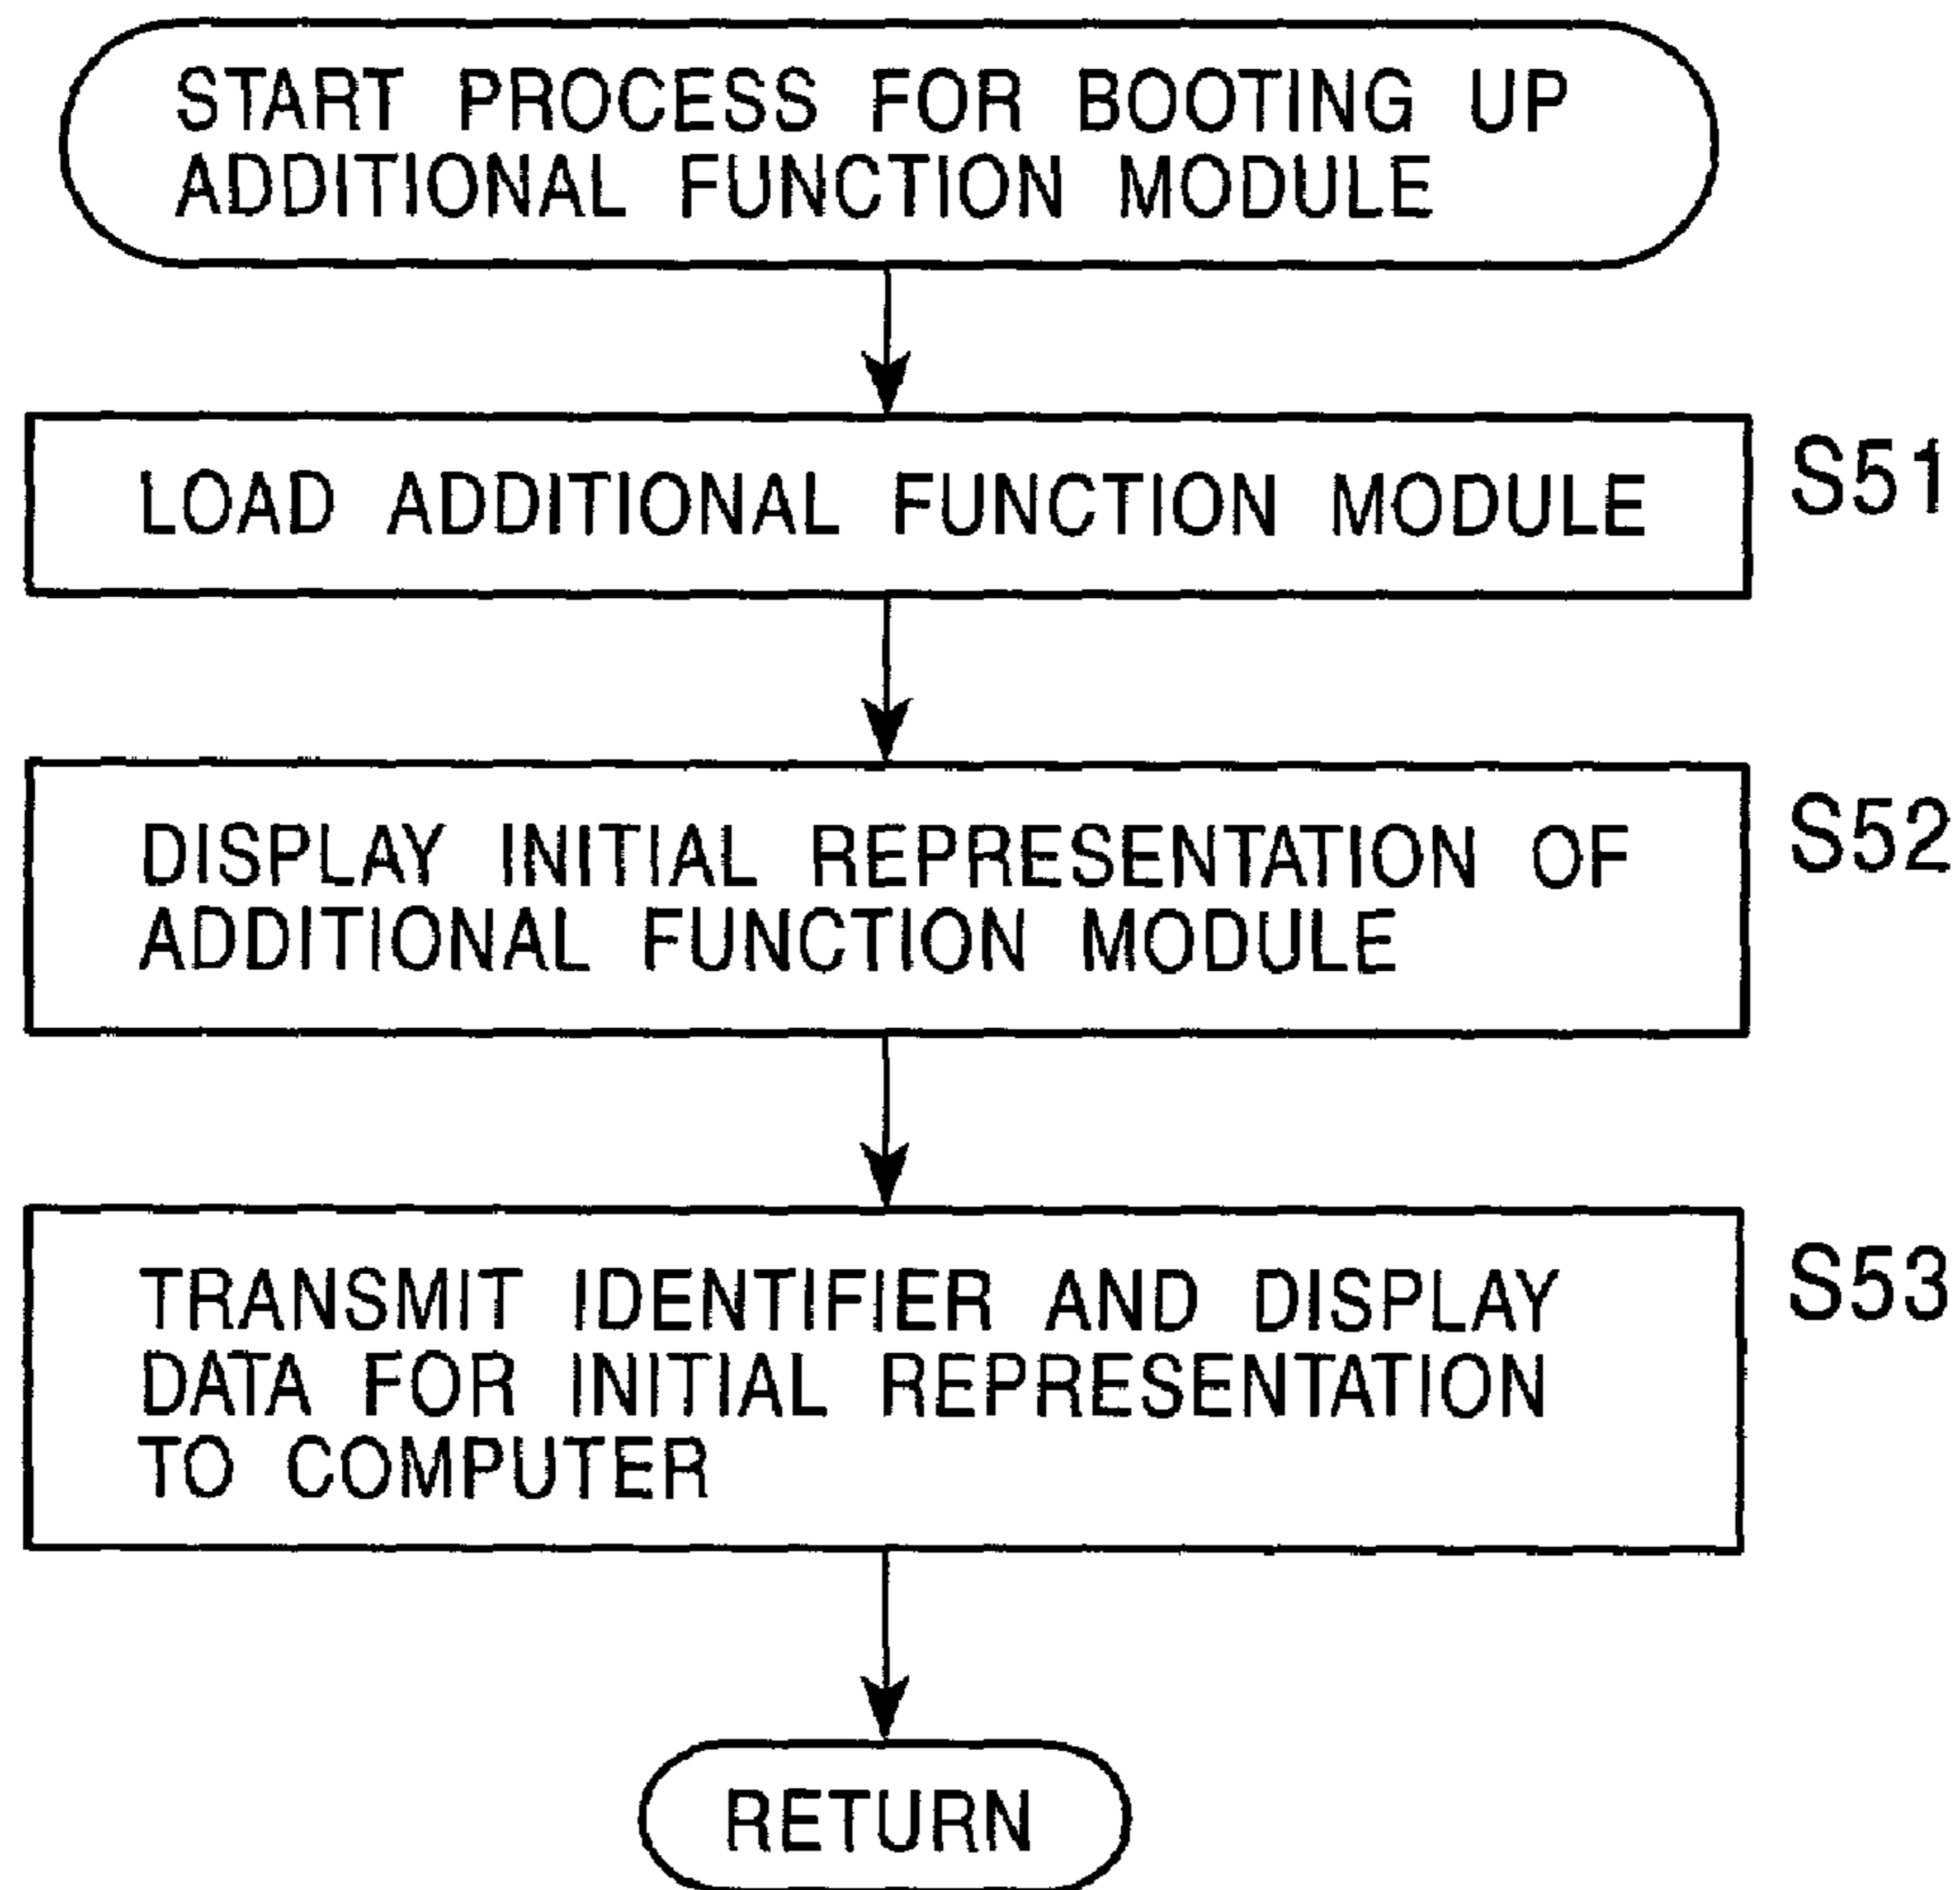 START PROCESS FOR BOOTING UP
ADDITIONAL FUNCTION MODULE
LOAD ADDITIONAL FUNCTION MODULE
S51
DISPLAY INITIAL REPRESENTATION OF
ADDITIONAL FUNCTION MODULE
S52
TRANSMIT IDENTIFIER AND DISPLAY
DATA FOR INITIAL REPRESENTATION
TO COMPUTER
S53
RETURN